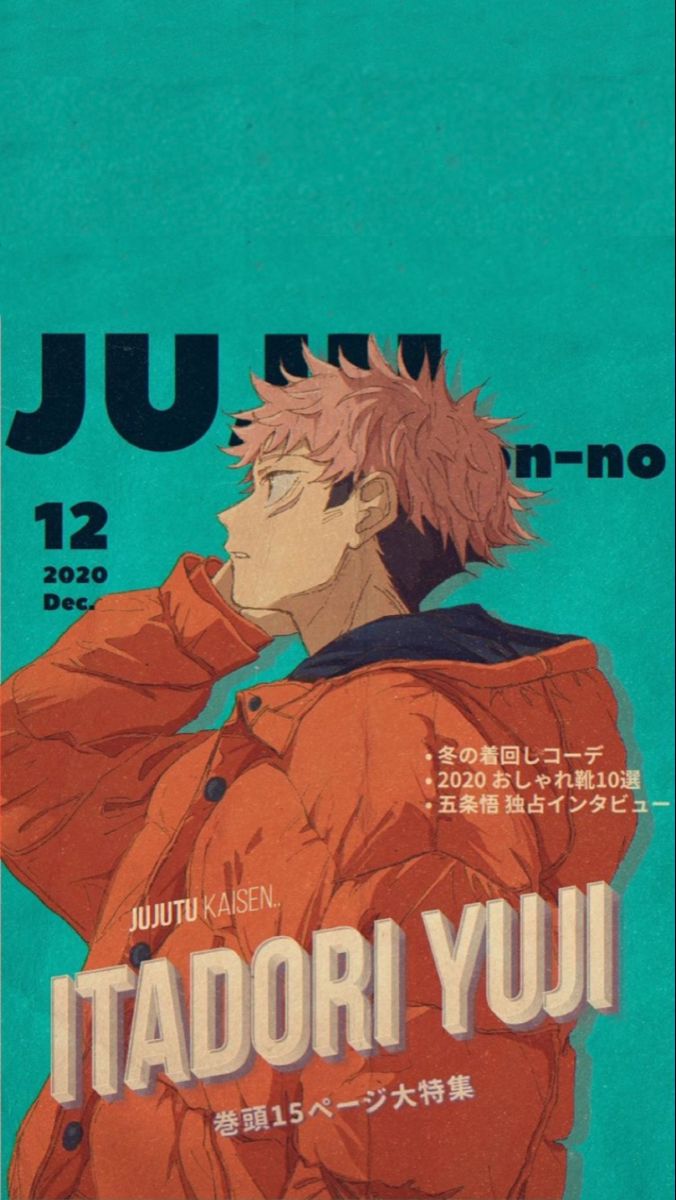 JUJU
on-no
12
2020
Dec.
• 冬の着回しコーデ
• 2020 おしゃれ靴10選
• 五条悟 独占インタビュー
JUJUTU KAISEN..
ITADORI YUJI
巻頭15ページ大特集